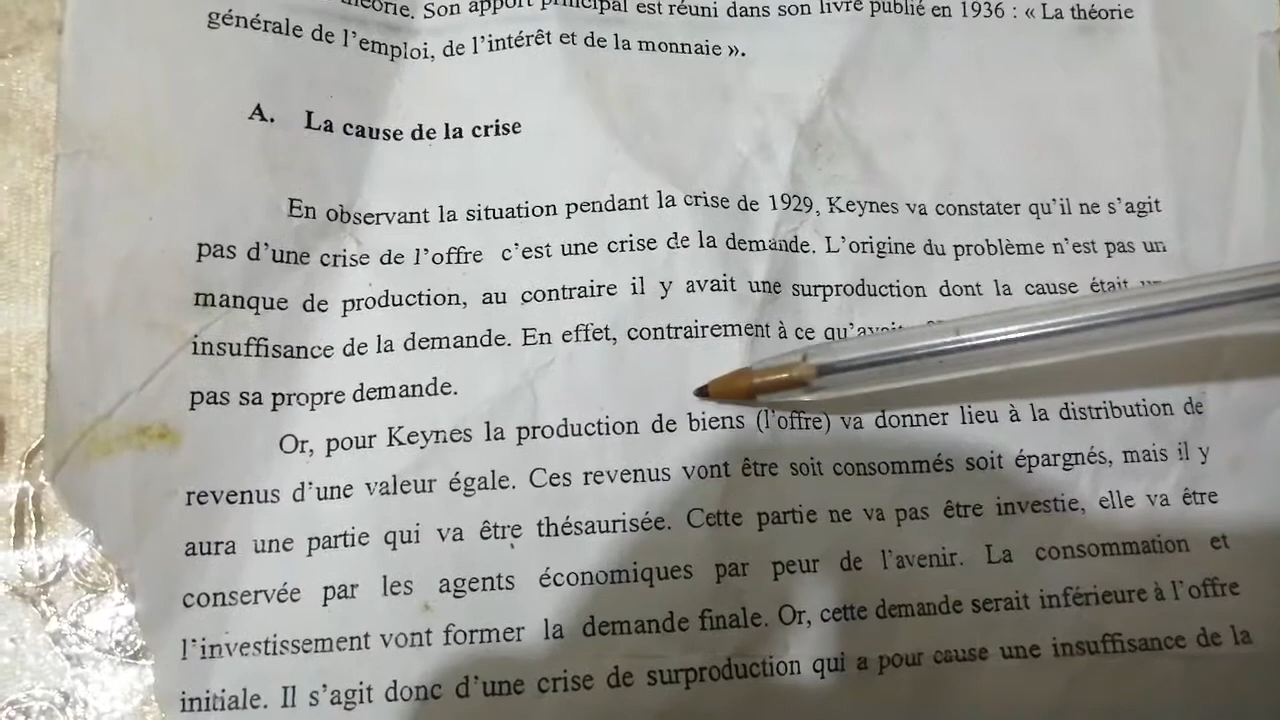 théorie. Son apport principal est réuni dans son livre publié en 1936 : « La théorie
générale de l'emploi, de l'intérêt et de la monnaie ».
A. La cause de la crise
En observant la situation pendant la crise de 1929, Keynes va constater qu'il ne s'agit
pas d'une crise de l'offre c'est une crise de la demande. L'origine du problème n'est pas un
manque de production, au contraire il y avait une surproduction dont la cause était
insuffisance de la demande. En effet, contrairement à ce qu'avait
pas sa propre demande.
Or, pour Keynes la production de biens (l'offre) va donner lieu à la distribution de
revenus d'une valeur égale. Ces revenus vont être soit consommés soit épargnés, mais il y
aura une partie qui va être thésaurisée. Cette partie ne va pas être investie, elle va être
conservée par les agents économiques par peur de l'avenir. La consommation et
l'investissement vont former la demande finale. Or, cette demande serait inférieure à l'offre
initiale. Il s'agit donc d'une crise de surproduction qui a pour cause une insuffisance de la